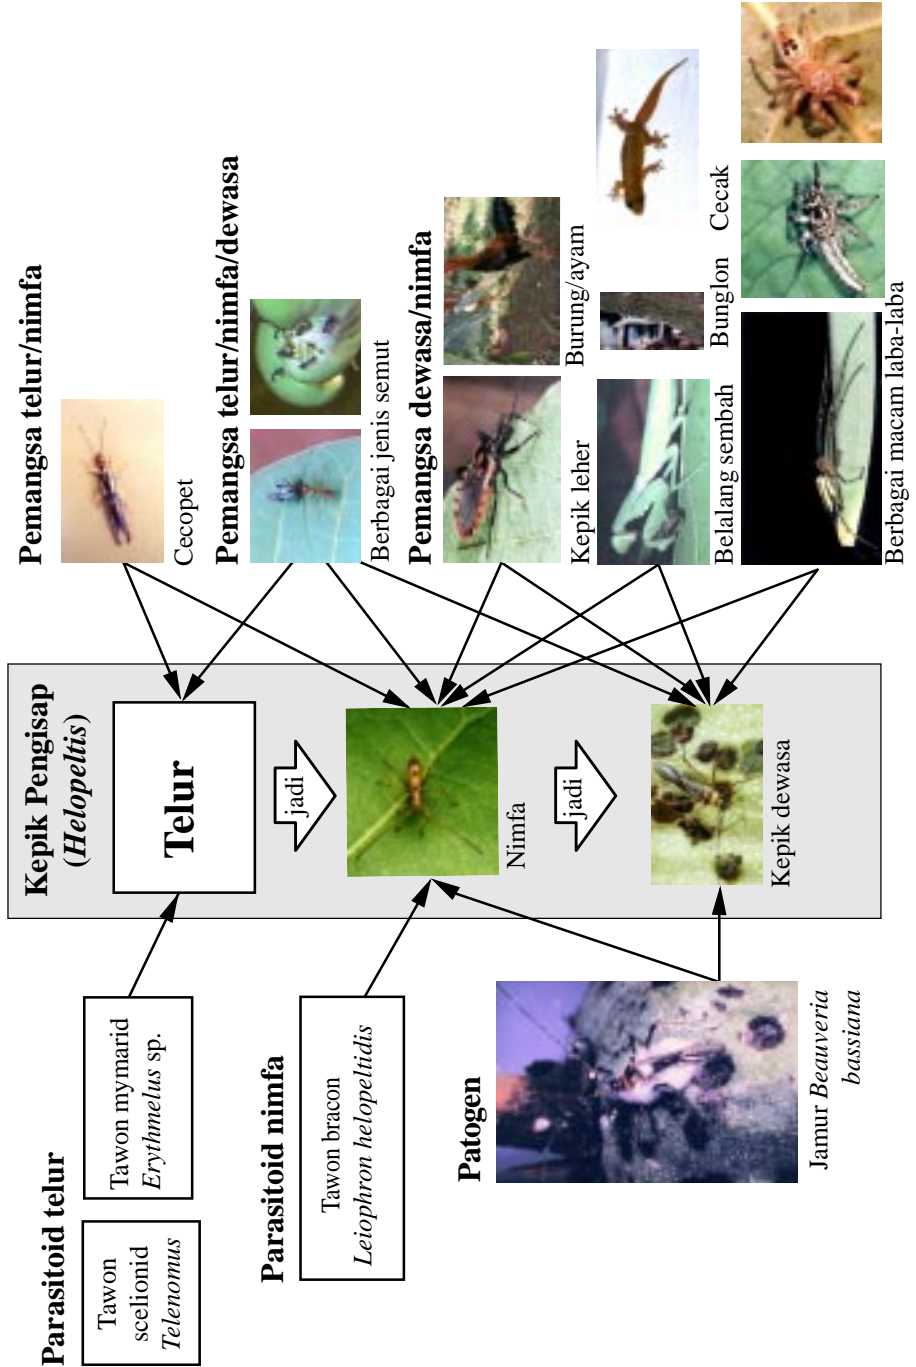 Parasitoid telur
Tawon
scelionid
Telenomus
Tawon mymarid
Erythmelus sp.
Parasitoid nimfa
Tawon bracon
Leiophron helopeltidis
Patogen
Jamur Beauveria
bassiana
Kepik Pengisap
(Helopeltis)
Telur
jadi
Nimfa
jadi
Kepik dewasa
Pemangsa telur/nimfa
Cecopet
Pemangsa telur/nimfa/dewasa
Berbagai jenis semut
Pemangsa dewasa/nimfa
Kepik leher
Burung/ayam
Belalang sembah
Bunglon
Cecak
Berbagai macam laba-laba